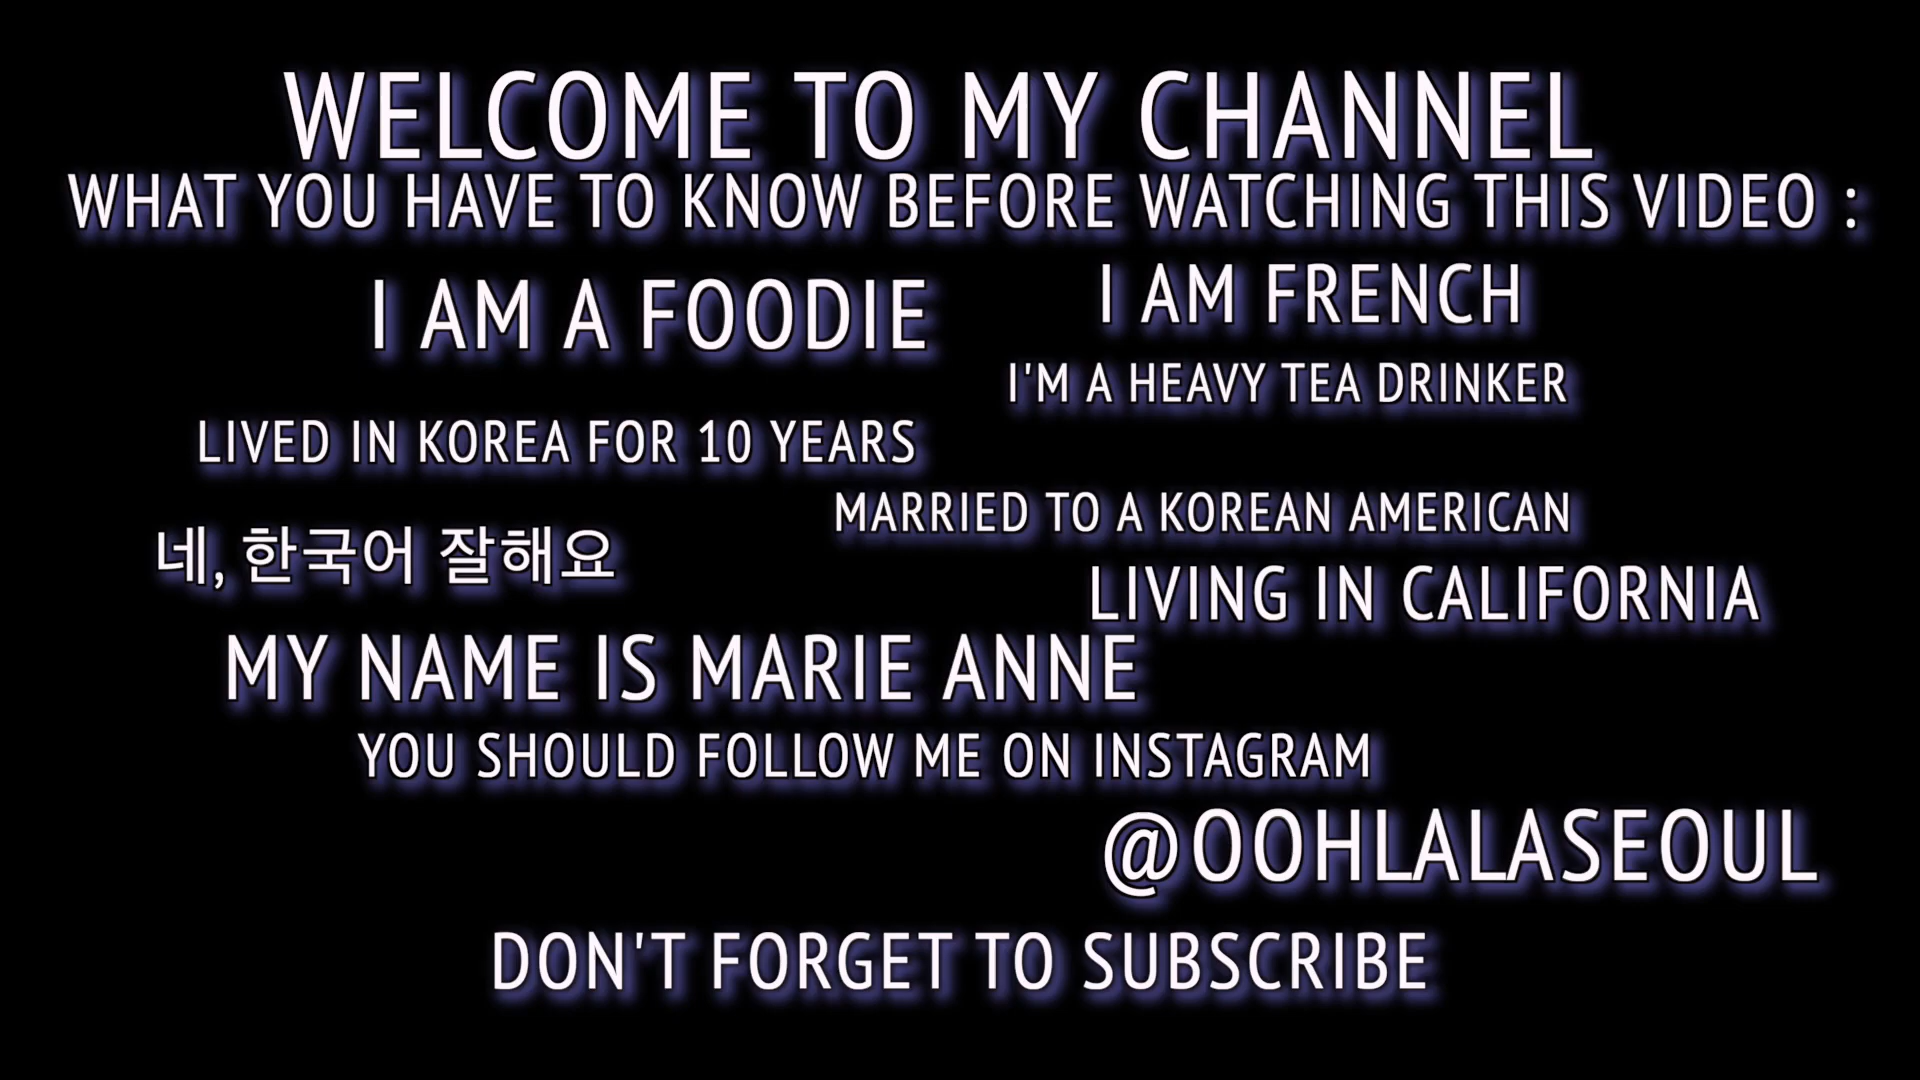 WELCOME TO MY CHANNEL
WHAT YOU HAVE TO KNOW BEFORE WATCHING THIS VIDEO :
I AM A FOODIE
I AM FRENCH
I'M A HEAVY TEA DRINKER
LIVED IN KOREA FOR 10 YEARS
MARRIED TO A KOREAN AMERICAN
네, 한국어 잘해요
LIVING IN CALIFORNIA
MY NAME IS MARIE ANNE
YOU SHOULD FOLLOW ME ON INSTAGRAM
@OOHLALASEOUL
DON'T FORGET TO SUBSCRIBE